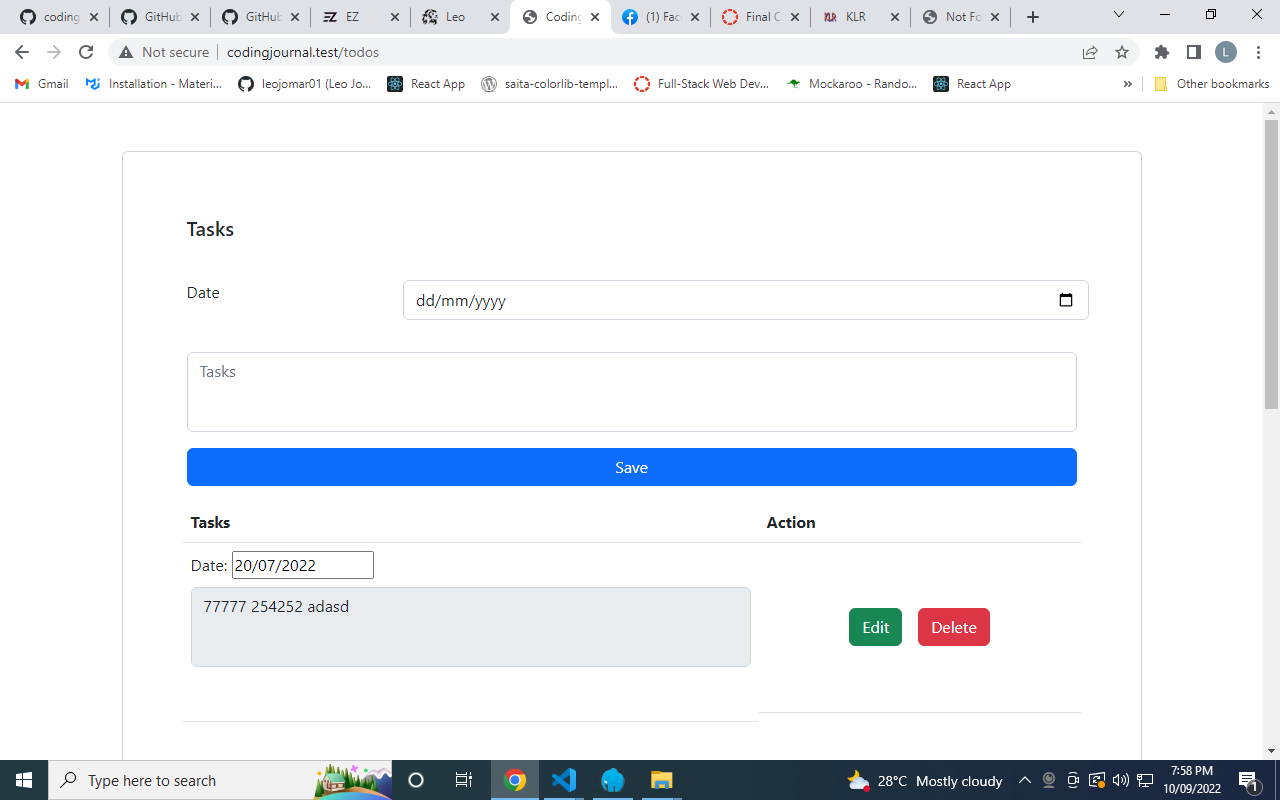 coding
GitHub
GitHub
EZ
Leo
Coding
(1) Fac
Final C
KLR
Not Fo
Not secure
codingjournal.test/todos
L
Gmail
Installation - Materi...
leojomar01 (Leo Jo...
React App
saita-colorlib-templ...
Full-Stack Web Dev...
Mockaroo - Rando...
React App
»
Other bookmarks
Tasks
Date
dd/mm/yyyy
Tasks
Save
Tasks
Action
Date: 20/07/2022
77777 254252 adasd
Edit
Delete
Type here to search
28°C Mostly cloudy
7:58 PM
10/09/2022
1